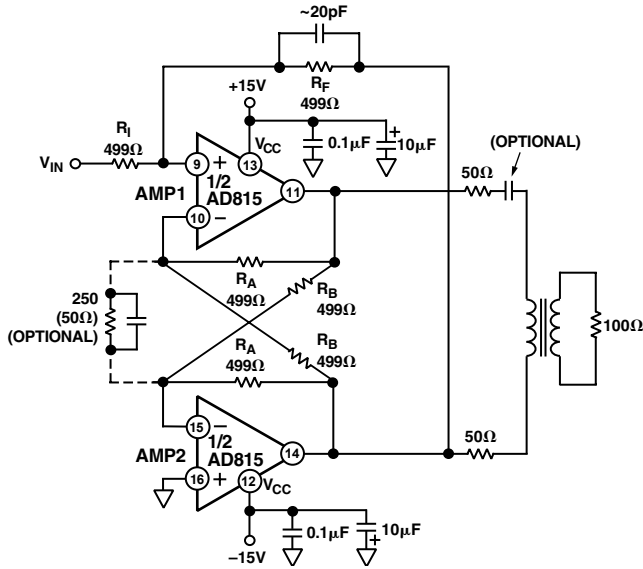 ~20pF
R_F
499Ω
+15V
R_I
499Ω
V_IN
V_CC
0.1μF
+
10μF
(OPTIONAL)
50Ω
9
+
13
1/2
AD815
AMP1
11
10
−
R_A
499Ω
R_B
499Ω
250
(50Ω)
(OPTIONAL)
R_A
499Ω
R_B
499Ω
100Ω
15
−
1/2
AD815
AMP2
14
50Ω
16
+
12
V_CC
0.1μF
10μF
+
−15V